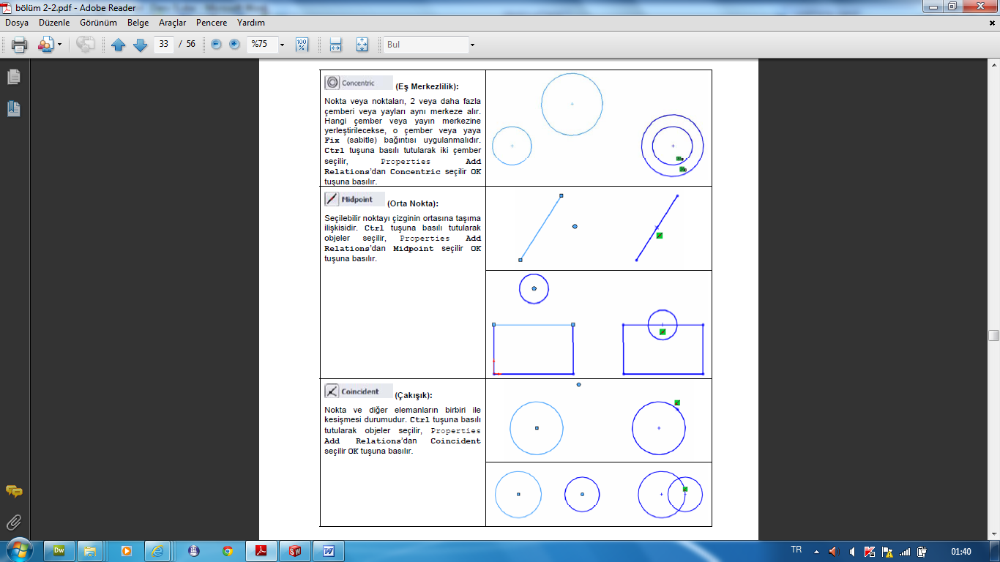 bölüm 2-2.pdf - Adobe Reader
Dosya Düzenle Görünüm Belge Araçlar Pencere Yardım
33 / 56 %75 Bul
Concentric (Eş Merkezlilik):
Nokta veya noktaları, 2 veya daha fazla
çemberi veya yayları aynı merkeze alır.
Hangi çember veya yayın merkezine
yerleştirilecekse, o çember veya yaya
Fix (sabitle) bağıntısı uygulanmalıdır.
Ctrl tuşuna basılı tutularak iki çember
seçilir, Properties Add
Relations'dan Concentric seçilir OK
tuşuna basılır.
Midpoint (Orta Nokta):
Seçilebilir noktayı çizginin ortasına taşıma
ilişkisidir. Ctrl tuşuna basılı tutularak
objeler seçilir, Properties Add
Relations'dan Midpoint seçilir OK
tuşuna basılır.
Coincident (Çakışık):
Nokta ve diğer elemanların birbiri ile
kesişmesi durumudur. Ctrl tuşuna basılı
tutularak objeler seçilir, Properties
Add Relations'dan Coincident
seçilir OK tuşuna basılır.
TR 01:40